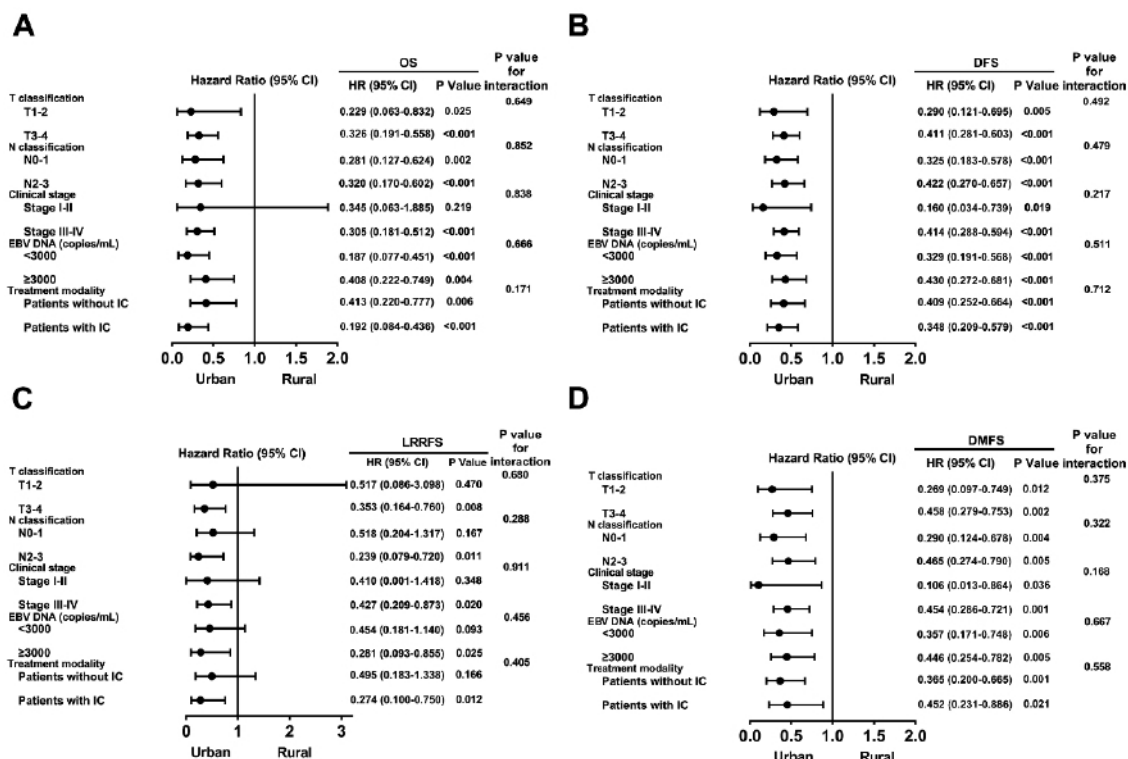 A
OS
P value
for
interaction
Hazard Ratio (95% CI)
HR (95% CI) P Value
T classification 0.649
T1-2 0.229 (0.063-0.832) 0.025
T3-4 0.326 (0.191-0.558) <0.001
N classification 0.852
N0-1 0.281 (0.127-0.624) 0.002
N2-3 0.320 (0.170-0.602) <0.001
Clinical stage 0.838
Stage I-II 0.345 (0.063-1.885) 0.219
Stage III-IV 0.305 (0.181-0.512) <0.001
EBV DNA (copies/mL) 0.666
<3000 0.187 (0.077-0.451) <0.001
≥3000 0.408 (0.222-0.749) 0.004
Treatment modality 0.171
Patients without IC 0.413 (0.220-0.777) 0.006
Patients with IC 0.192 (0.084-0.436) <0.001
0.0 0.5 1.0 1.5 2.0
Urban Rural
B
DFS
P value
for
interaction
Hazard Ratio (95% CI)
HR (95% CI) P Value
T classification 0.492
T1-2 0.290 (0.121-0.695) 0.005
T3-4 0.411 (0.281-0.603) <0.001
N classification 0.479
N0-1 0.325 (0.183-0.578) <0.001
N2-3 0.422 (0.270-0.657) <0.001
Clinical stage 0.217
Stage I-II 0.160 (0.034-0.739) 0.019
Stage III-IV 0.414 (0.288-0.594) <0.001
EBV DNA (copies/mL) 0.511
<3000 0.329 (0.191-0.568) <0.001
≥3000 0.430 (0.272-0.681) <0.001
Treatment modality 0.712
Patients without IC 0.409 (0.252-0.664) <0.001
Patients with IC 0.348 (0.209-0.579) <0.001
0.0 0.5 1.0 1.5 2.0
Urban Rural
C
LRRFS
P value
for
interaction
Hazard Ratio (95% CI)
HR (95% CI) P Value
T classification 0.680
T1-2 0.517 (0.086-3.098) 0.470
T3-4 0.353 (0.164-0.760) 0.008
N classification 0.288
N0-1 0.518 (0.204-1.317) 0.167
N2-3 0.239 (0.079-0.720) 0.011
Clinical stage 0.911
Stage I-II 0.410 (0.001-1.418) 0.348
Stage III-IV 0.427 (0.209-0.873) 0.020
EBV DNA (copies/mL) 0.456
<3000 0.454 (0.181-1.140) 0.093
≥3000 0.281 (0.093-0.855) 0.025
Treatment modality 0.405
Patients without IC 0.495 (0.183-1.338) 0.166
Patients with IC 0.274 (0.100-0.750) 0.012
0 1 2 3
Urban Rural
D
DMFS
P value
for
interaction
Hazard Ratio (95% CI)
HR (95% CI) P Value
T classification 0.375
T1-2 0.269 (0.097-0.749) 0.012
T3-4 0.458 (0.279-0.753) 0.002
N classification 0.322
N0-1 0.290 (0.124-0.678) 0.004
N2-3 0.465 (0.274-0.790) 0.005
Clinical stage 0.168
Stage I-II 0.106 (0.013-0.864) 0.036
Stage III-IV 0.454 (0.286-0.721) 0.001
EBV DNA (copies/mL) 0.667
<3000 0.357 (0.171-0.748) 0.006
≥3000 0.446 (0.254-0.782) 0.005
Treatment modality 0.558
Patients without IC 0.365 (0.200-0.665) 0.001
Patients with IC 0.452 (0.231-0.886) 0.021
0.0 0.5 1.0 1.5 2.0
Urban Rural